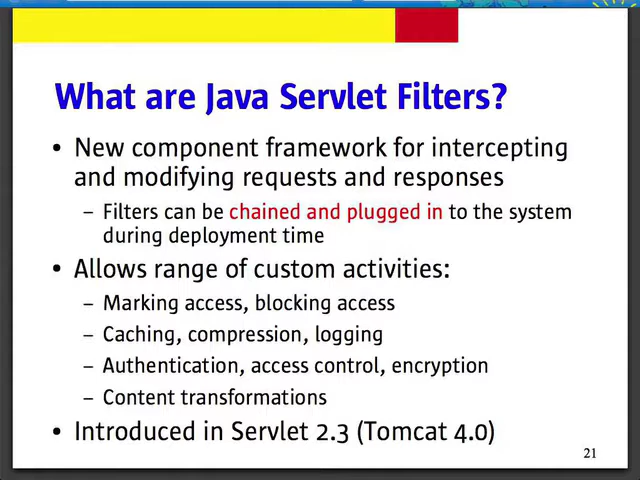 What are Java Servlet Filters?
• New component framework for intercepting
and modifying requests and responses
– Filters can be chained and plugged in to the system
during deployment time
• Allows range of custom activities:
– Marking access, blocking access
– Caching, compression, logging
– Authentication, access control, encryption
– Content transformations
• Introduced in Servlet 2.3 (Tomcat 4.0)
21